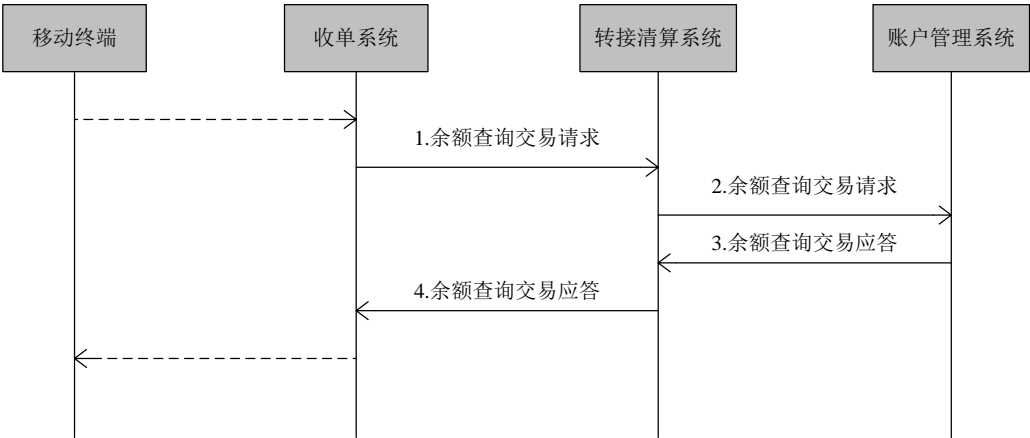 移动终端
收单系统
转接清算系统
账户管理系统
1.余额查询交易请求
2.余额查询交易请求
3.余额查询交易应答
4.余额查询交易应答